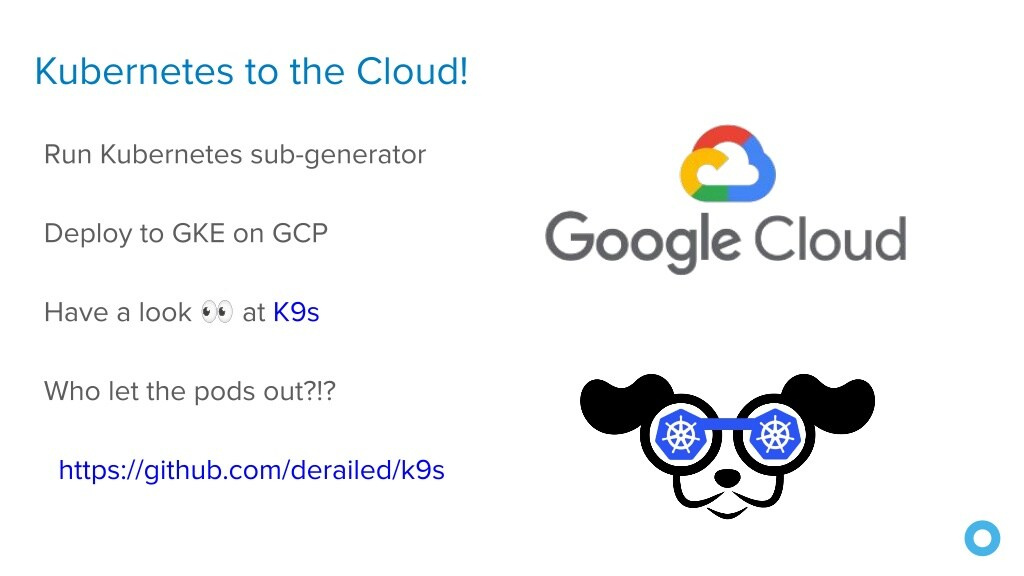 Kubernetes to the Cloud!
Run Kubernetes sub-generator
Deploy to GKE on GCP
Have a look 👀 at K9s
Who let the pods out?!?
https://github.com/derailed/k9s
Google Cloud